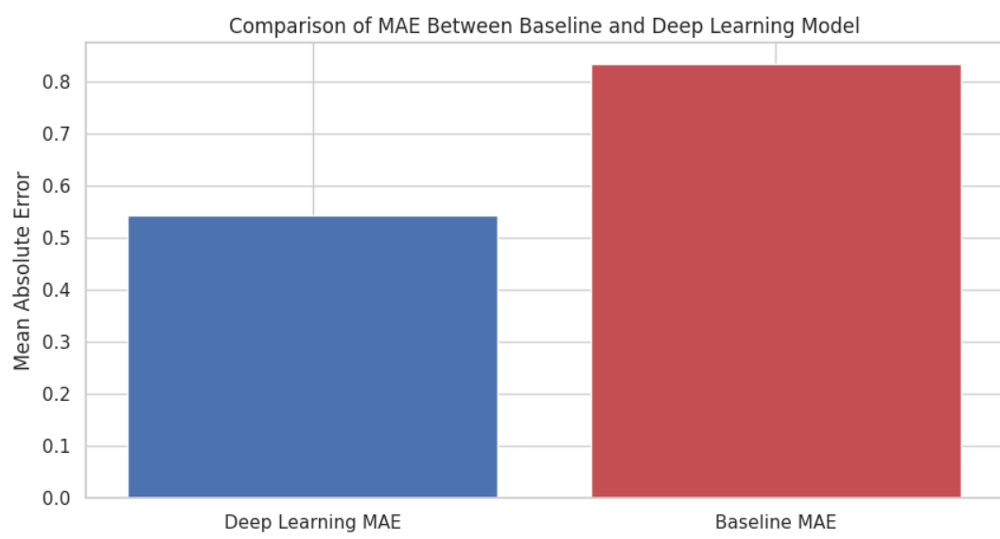 Comparison of MAE Between Baseline and Deep Learning Model
Mean Absolute Error
0.8
0.7
0.6
0.5
0.4
0.3
0.2
0.1
0.0
Deep Learning MAE
Baseline MAE